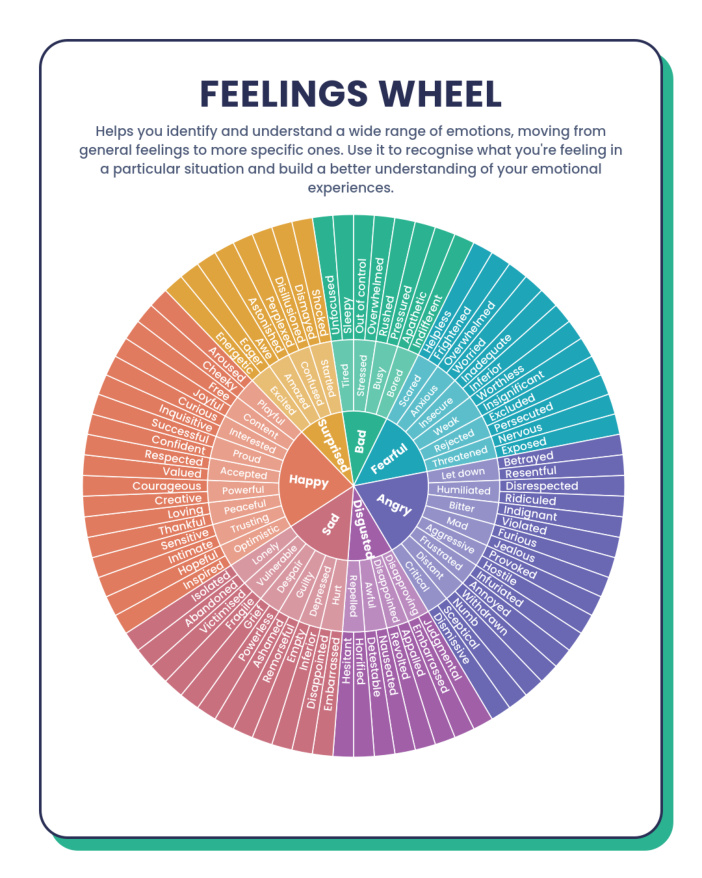 FEELINGS WHEEL
Helps you identify and understand a wide range of emotions, moving from
general feelings to more specific ones. Use it to recognise what you're feeling in
a particular situation and build a better understanding of your emotional
experiences.
Bad
Fearful
Angry
Disgusted
Sad
Happy
Surprised
Tired
Stressed
Busy
Bored
Scared
Anxious
Insecure
Weak
Rejected
Threatened
Let down
Humiliated
Bitter
Mad
Aggressive
Frustrated
Distant
Critical
Disapproving
Disappointed
Awful
Repelled
Hurt
Depressed
Guilty
Despair
Vulnerable
Lonely
Optimistic
Trusting
Peaceful
Powerful
Accepted
Proud
Interested
Content
Playful
Excited
Amazed
Confused
Startled
Unfocused
Sleepy
Out of control
Overwhelmed
Rushed
Pressured
Apathetic
Indifferent
Helpless
Frightened
Overwhelmed
Worried
Inadequate
Inferior
Worthless
Insignificant
Excluded
Persecuted
Nervous
Exposed
Betrayed
Resentful
Disrespected
Ridiculed
Indignant
Violated
Furious
Jealous
Provoked
Hostile
Infuriated
Annoyed
Withdrawn
Numb
Sceptical
Dismissive
Judgmental
Embarrassed
Appalled
Revolted
Nauseated
Detestable
Horrified
Hesitant
Embarrassed
Disappointed
Inferior
Empty
Remorseful
Ashamed
Powerless
Grief
Fragile
Victimised
Abandoned
Isolated
Inspired
Hopeful
Intimate
Sensitive
Thankful
Loving
Creative
Courageous
Valued
Respected
Confident
Successful
Inquisitive
Curious
Joyful
Free
Cheeky
Aroused
Energetic
Eager
Awe
Astonished
Perplexed
Disillusioned
Dismayed
Shocked